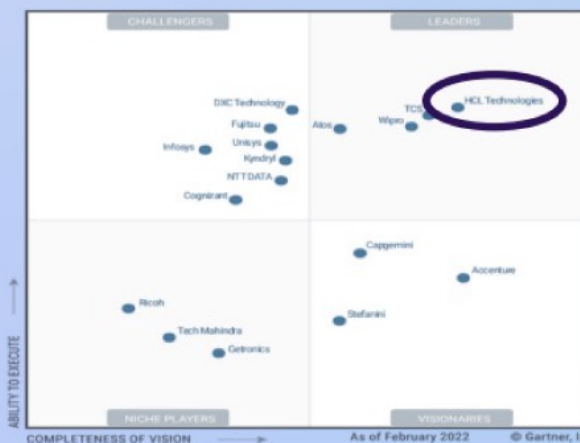 CHALLENGERS
LEADERS
DXC Technology
HCL Technologies
TCS
Fujitsu
Atos
Wipro
Infosys
Unisys
Kyndryl
NTT DATA
Cognizant
Capgemini
Accenture
Ricoh
Stefanini
Tech Mahindra
Getronics
ABILITY TO EXECUTE
NICHE PLAYERS
VISIONARIES
COMPLETENESS OF VISION
As of February 2022
© Gartner, I